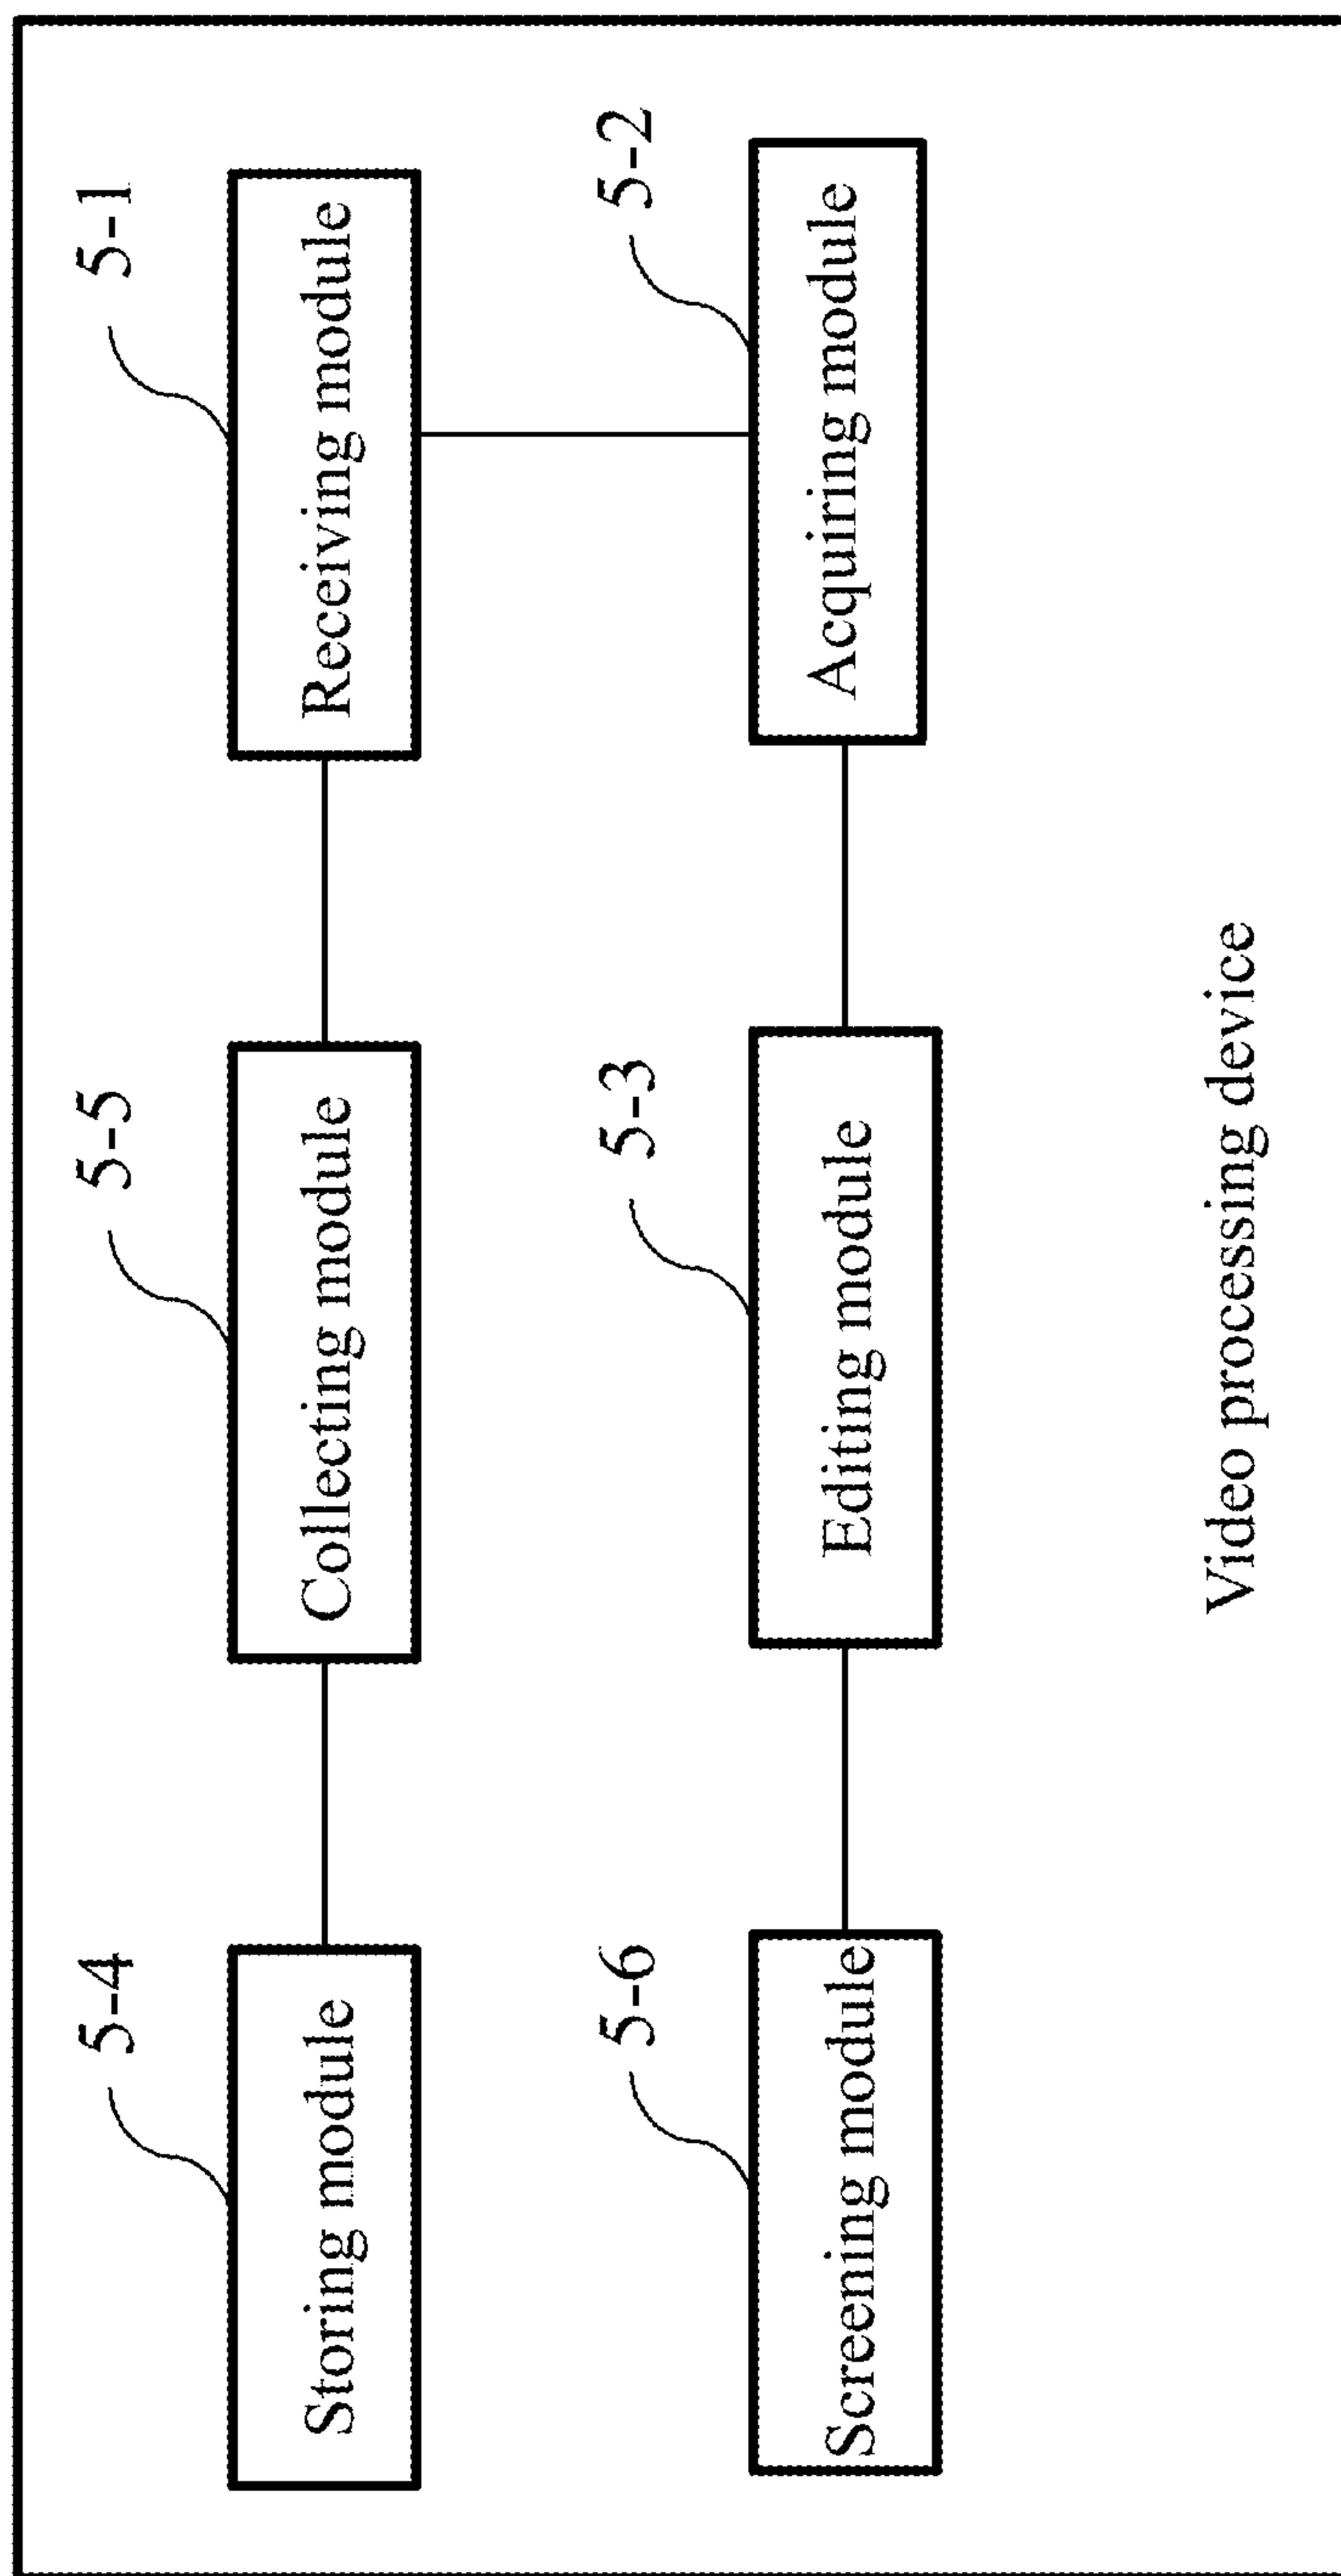 5-4
5-5
5-1
Storing module
Collecting module
Receiving module
5-6
5-3
5-2
Screening module
Editing module
Acquiring module
Video processing device